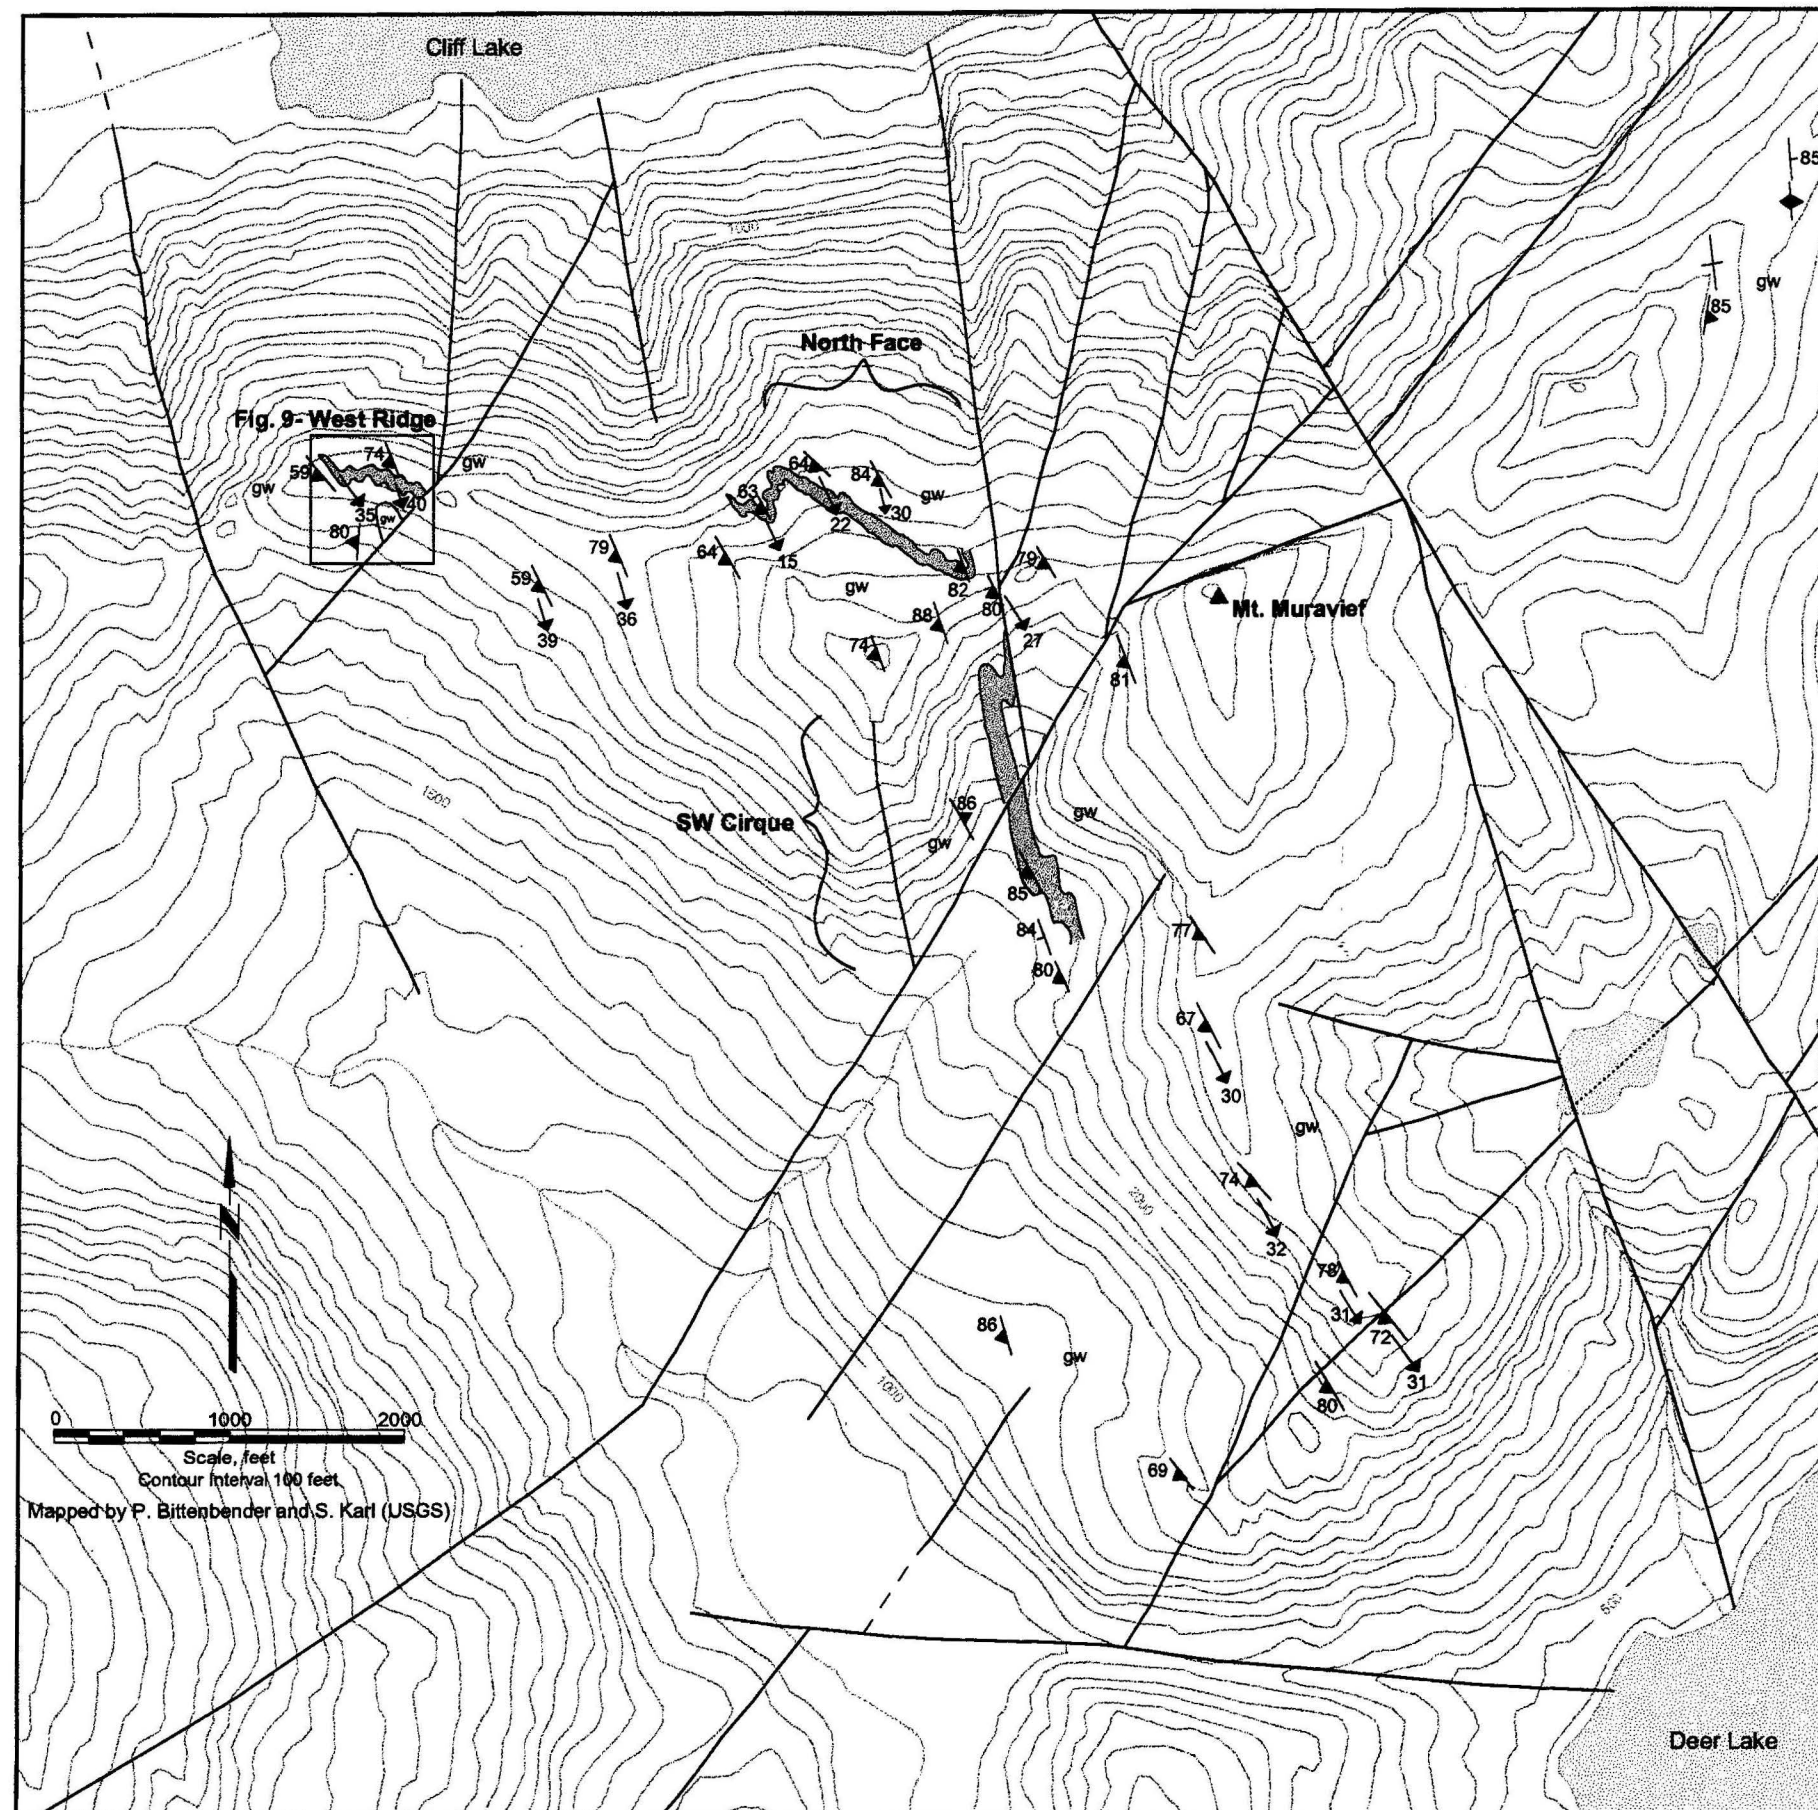 Cliff Lake
85
1000
gw
85
North Face
Fig. 9- West Ridge
74
gw
59
gw
64
84
gw
63
40
35
gw
30
22
80
79
64
15
79
59
gw
82
80
36
88
Mt. Muravief
39
74
27
81
1500
86
SW Cirque
gw
gw
85
84
77
80
67
30
gw
74
2000
32
78
31
86
72
gw
31
1000
80
0 1000 2000
Scale, feet
Contour Interval 100 feet
69
Mapped by P. Bittenbender and S. Karl (USGS)
500
Deer Lake
N